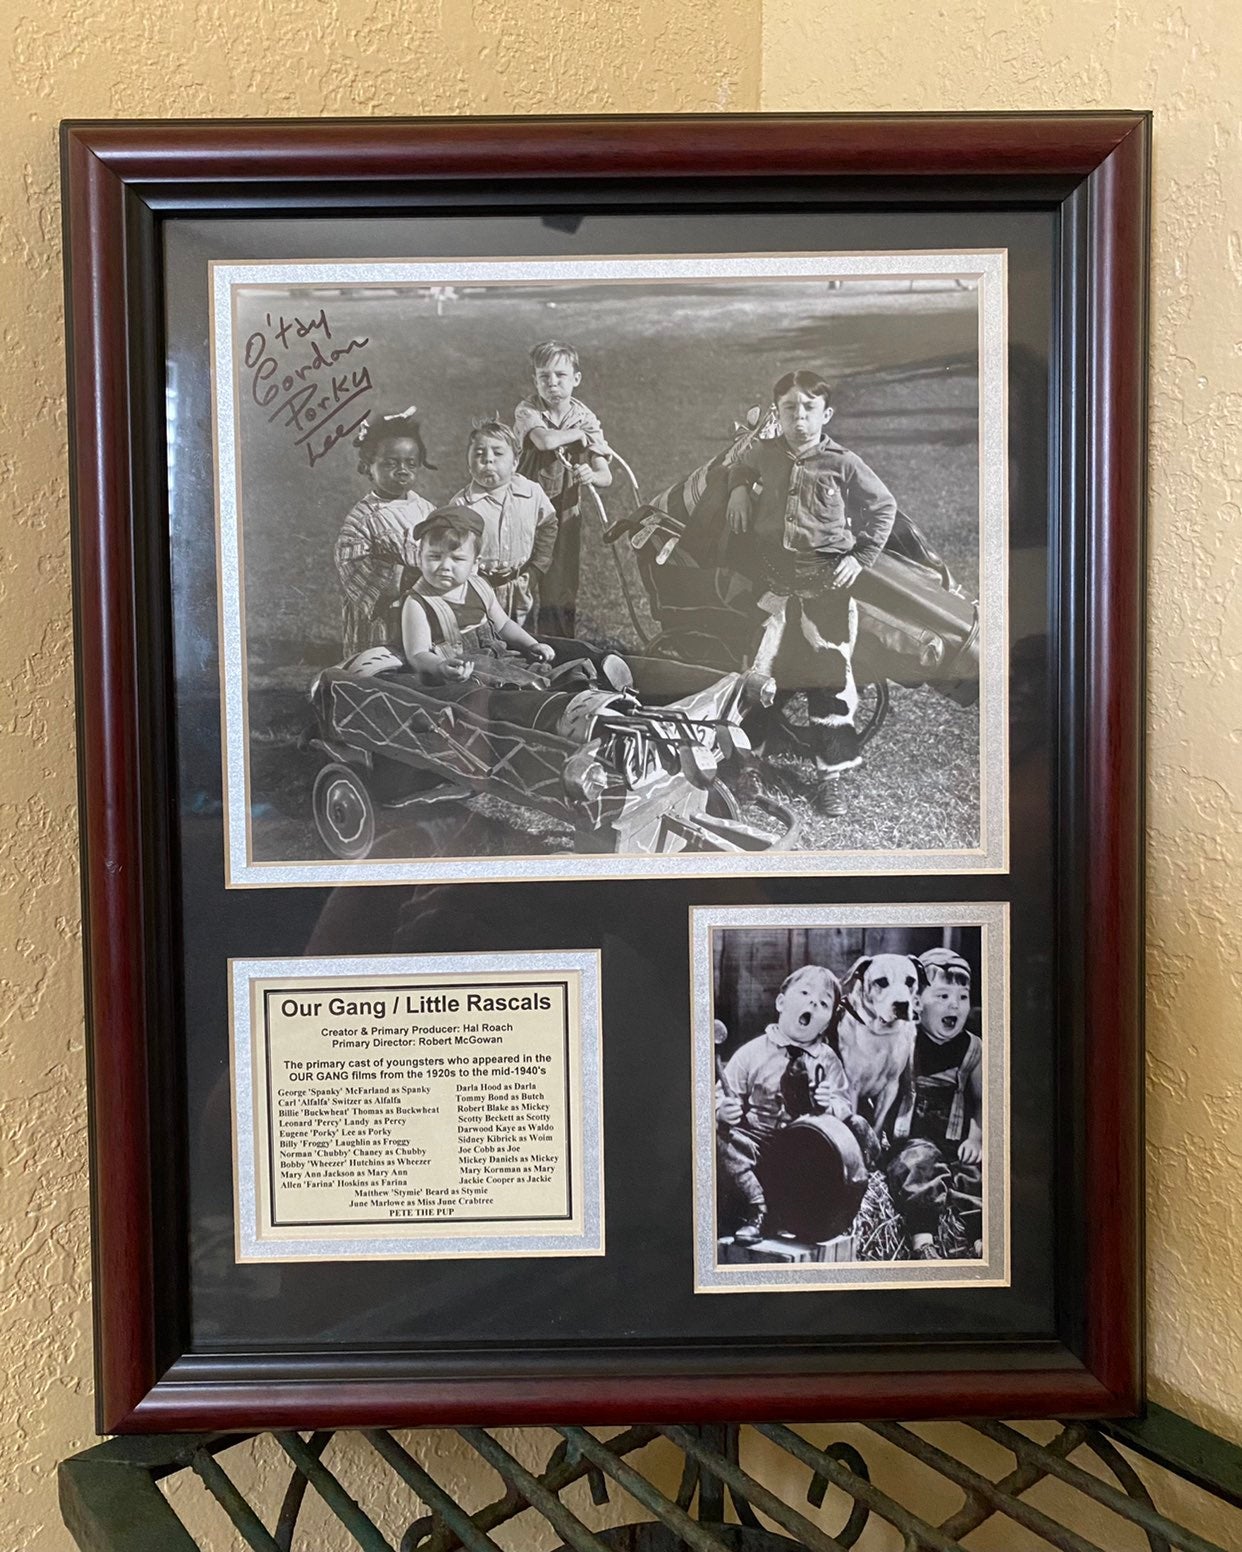 O'tay
Gordon
Porky
Lee
Our Gang / Little Rascals
Creator & Primary Producer: Hal Roach
Primary Director: Robert McGowan
The primary cast of youngsters who appeared in the
OUR GANG films from the 1920s to the mid-1940's
George 'Spanky' McFarland as Spanky
Carl 'Alfalfa' Switzer as Alfalfa
Billie 'Buckwheat' Thomas as Buckwheat
Leonard 'Percy' Landy as Percy
Eugene 'Porky' Lee as Porky
Billy 'Froggy' Laughlin as Froggy
Norman 'Chubby' Chaney as Chubby
Bobby 'Wheezer' Hutchins as Wheezer
Mary Ann Jackson as Mary Ann
Allen 'Farina' Hoskins as Farina
Darla Hood as Darla
Tommy Bond as Butch
Robert Blake as Mickey
Scotty Beckett as Scotty
Darwood Kaye as Waldo
Sidney Kibrick as Woim
Joe Cobb as Joe
Mickey Daniels as Mickey
Mary Kornman as Mary
Jackie Cooper as Jackie
Matthew 'Stymie' Beard as Stymie
June Marlowe as Miss June Crabtree
PETE THE PUP